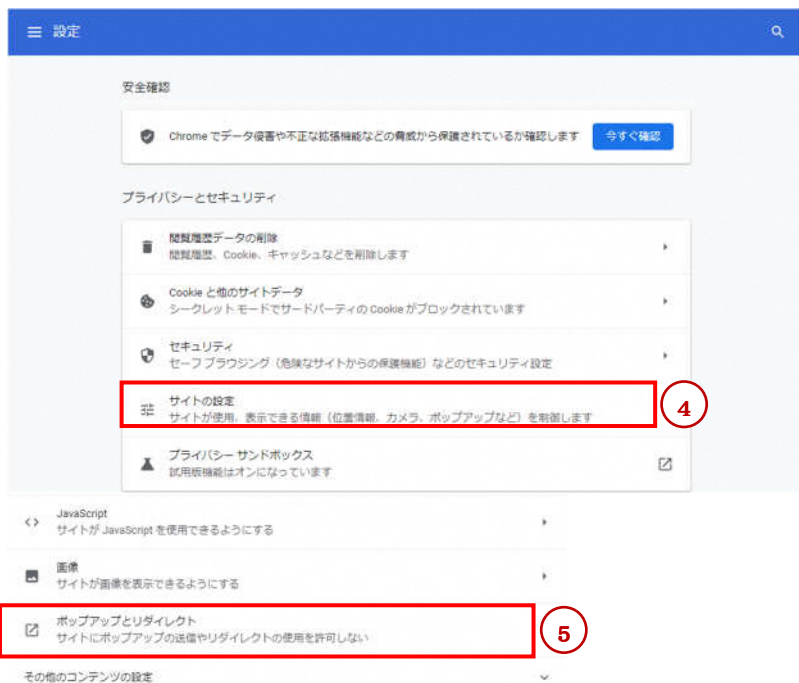 設定
安全確認
Chrome でデータ侵害や不正な拡張機能などの脅威から保護されているか確認します
今すぐ確認
プライバシーとセキュリティ
閲覧履歴データの削除
閲覧履歴、Cookie、キャッシュなどを削除します
Cookie と他のサイトデータ
シークレット モードでサードパーティの Cookie がブロックされています
セキュリティ
セーフ ブラウジング（危険なサイトからの保護機能）などのセキュリティ設定
サイトの設定
サイトが使用、表示できる情報（位置情報、カメラ、ポップアップなど）を制御します
4
プライバシー サンドボックス
試用版機能はオンになっています
JavaScript
サイトが JavaScript を使用できるようにする
画像
サイトが画像を表示できるようにする
ポップアップとリダイレクト
サイトにポップアップの送信やリダイレクトの使用を許可しない
5
その他のコンテンツの設定